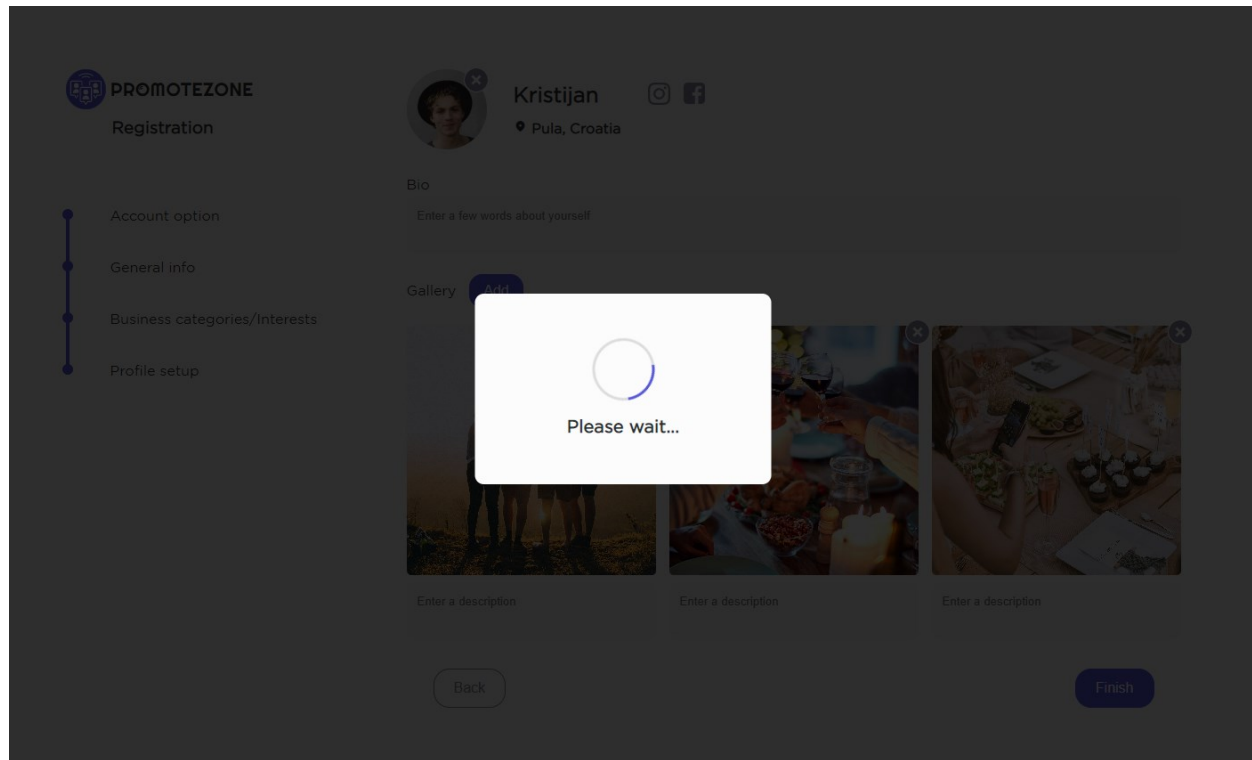 PROMOTEZONE
Registration
Account option
General info
Business categories/Interests
Profile setup
Kristijan
Pula, Croatia
Bio
Enter a few words about yourself
Gallery
Add
Please wait...
Enter a description
Enter a description
Enter a description
Back
Finish